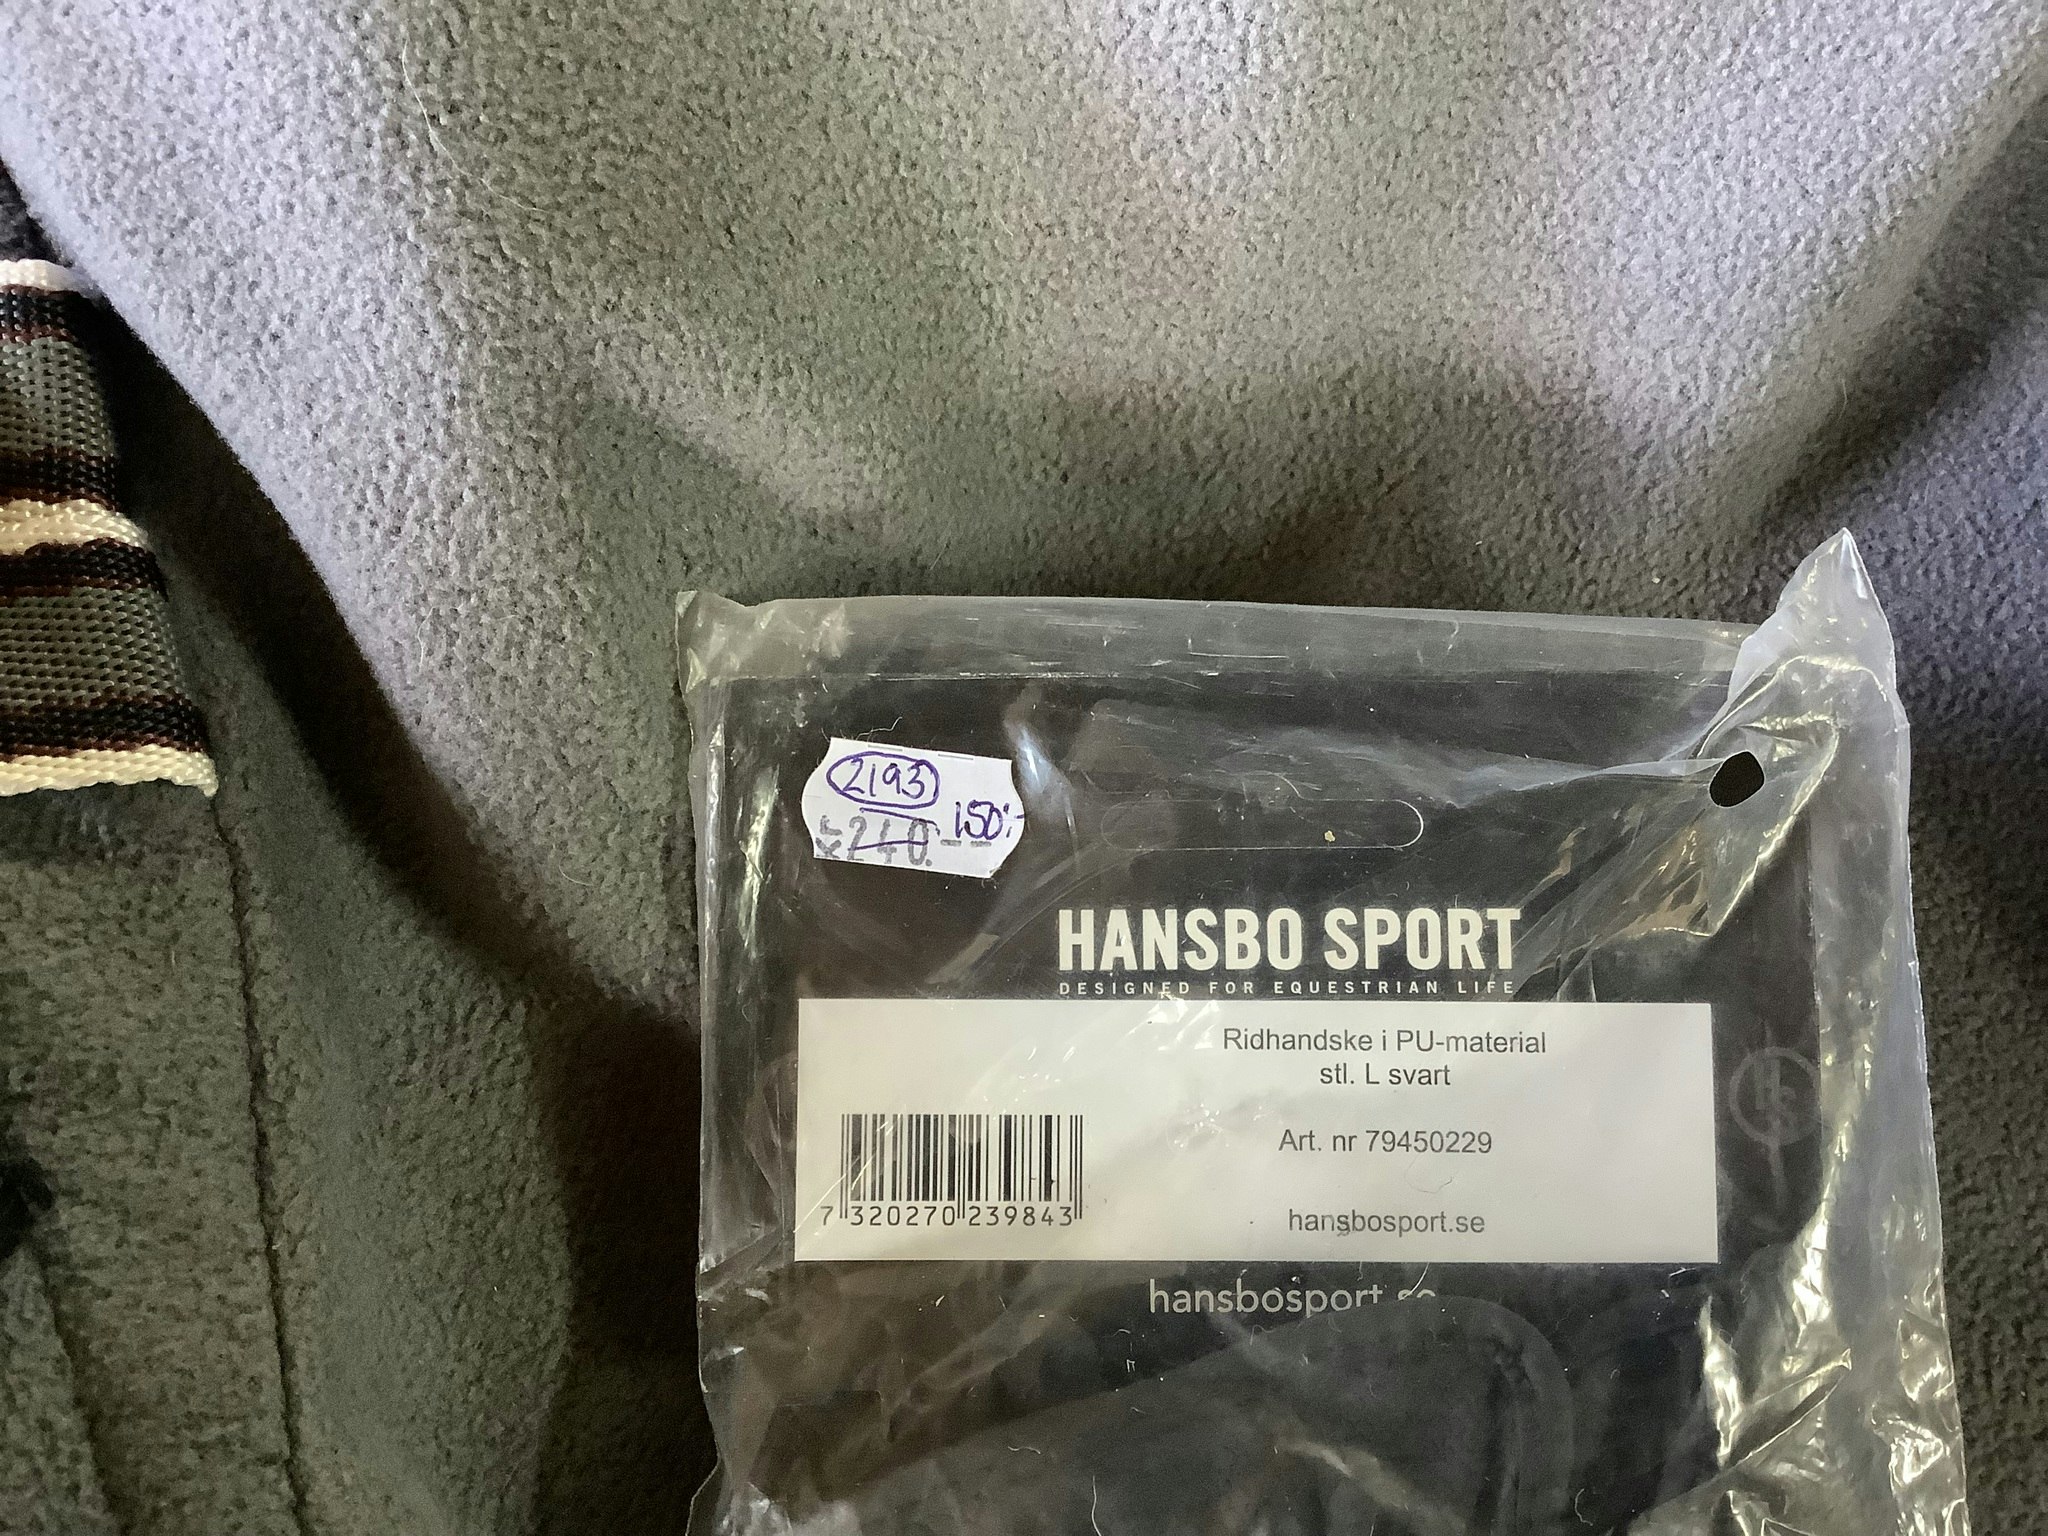 2193
240.
150:-
HANSBO SPORT
DESIGNED FOR EQUESTRIAN LIFE
Ridhandske i PU-material
stl. L svart
Art. nr 79450229
7 320270 239843
hansbosport.se
hansbosport.se